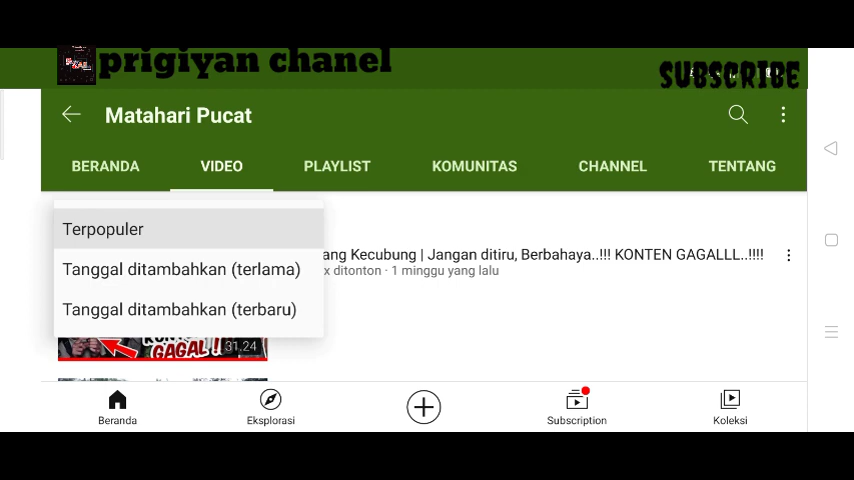 prigiyan chanel
SUBSCRIBE
Matahari Pucat
BERANDA VIDEO PLAYLIST KOMUNITAS CHANNEL TENTANG
Terpopuler
Tanggal ditambahkan (terlama)
Tanggal ditambahkan (terbaru)
ang Kecubung | Jangan ditiru, Berbahaya..!!! KONTEN GAGALLL..!!!!
x ditonton · 1 minggu yang lalu
KONTEN
GAGAL!
31.24
Beranda Eksplorasi Subscription Koleksi